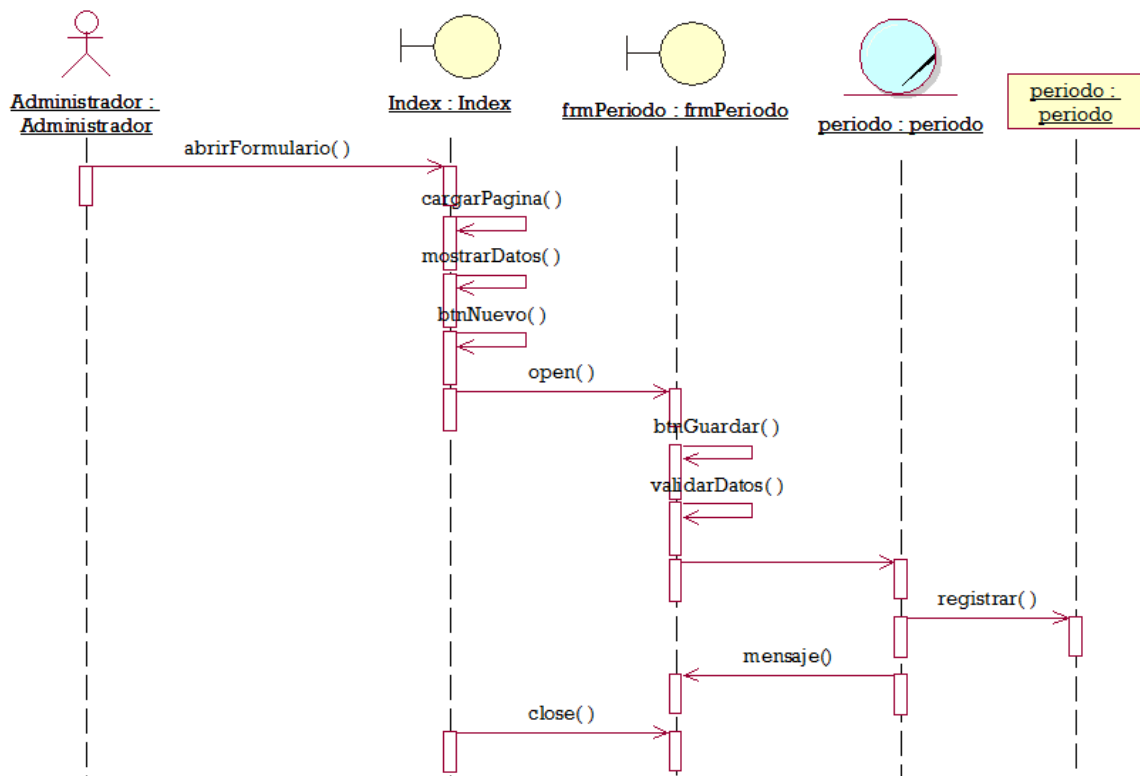 Administrador :
Administrador
Index : Index
frmPeriodo : frmPeriodo
periodo : periodo
periodo :
periodo
abrirFormulario( )
cargarPagina( )
mostrarDatos( )
btnNuevo( )
open( )
btnGuardar( )
validarDatos( )
registrar( )
mensaje()
close( )